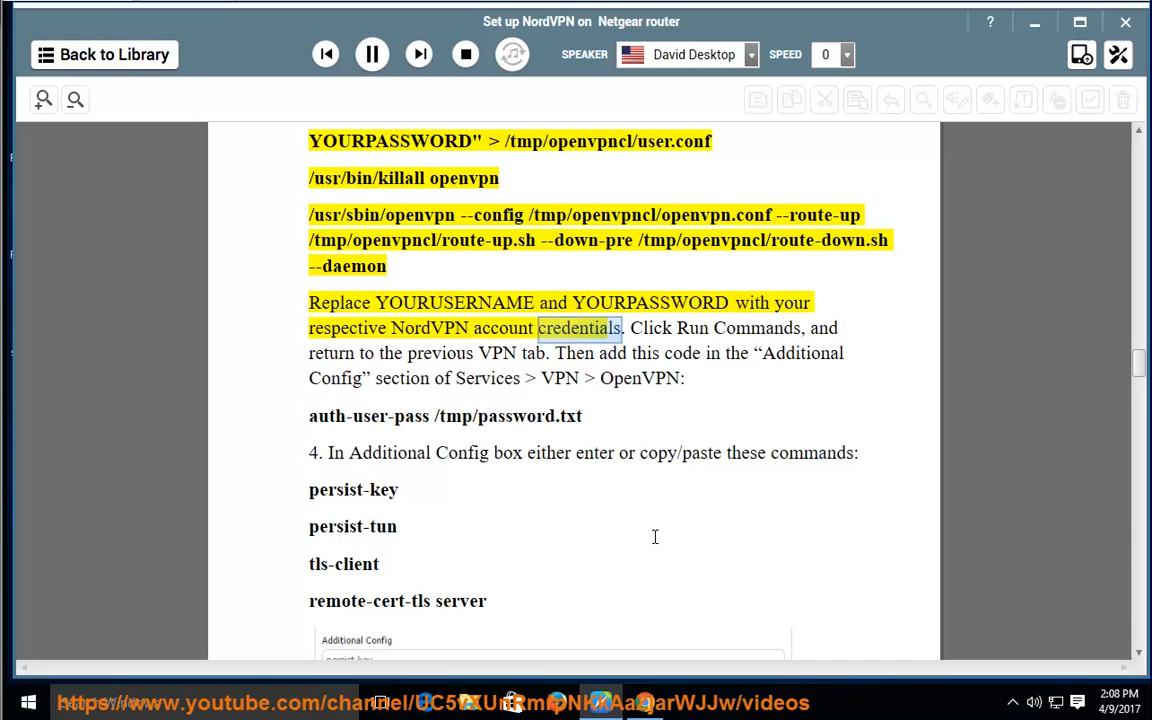 Set up NordVPN on Netgear router
?
Back to Library
SPEAKER
David Desktop
SPEED
0
YOURPASSWORD" > /tmp/openvpncl/user.conf
/usr/bin/killall openvpn
/usr/sbin/openvpn --config /tmp/openvpncl/openvpn.conf --route-up
/tmp/openvpncl/route-up.sh --down-pre /tmp/openvpncl/route-down.sh
--daemon
Replace YOURUSERNAME and YOURPASSWORD with your
respective NordVPN account credentials. Click Run Commands, and
return to the previous VPN tab. Then add this code in the “Additional
Config” section of Services > VPN > OpenVPN:
auth-user-pass /tmp/password.txt
4. In Additional Config box either enter or copy/paste these commands:
persist-key
persist-tun
tls-client
remote-cert-tls server
Additional Config
2:08 PM
4/9/2017